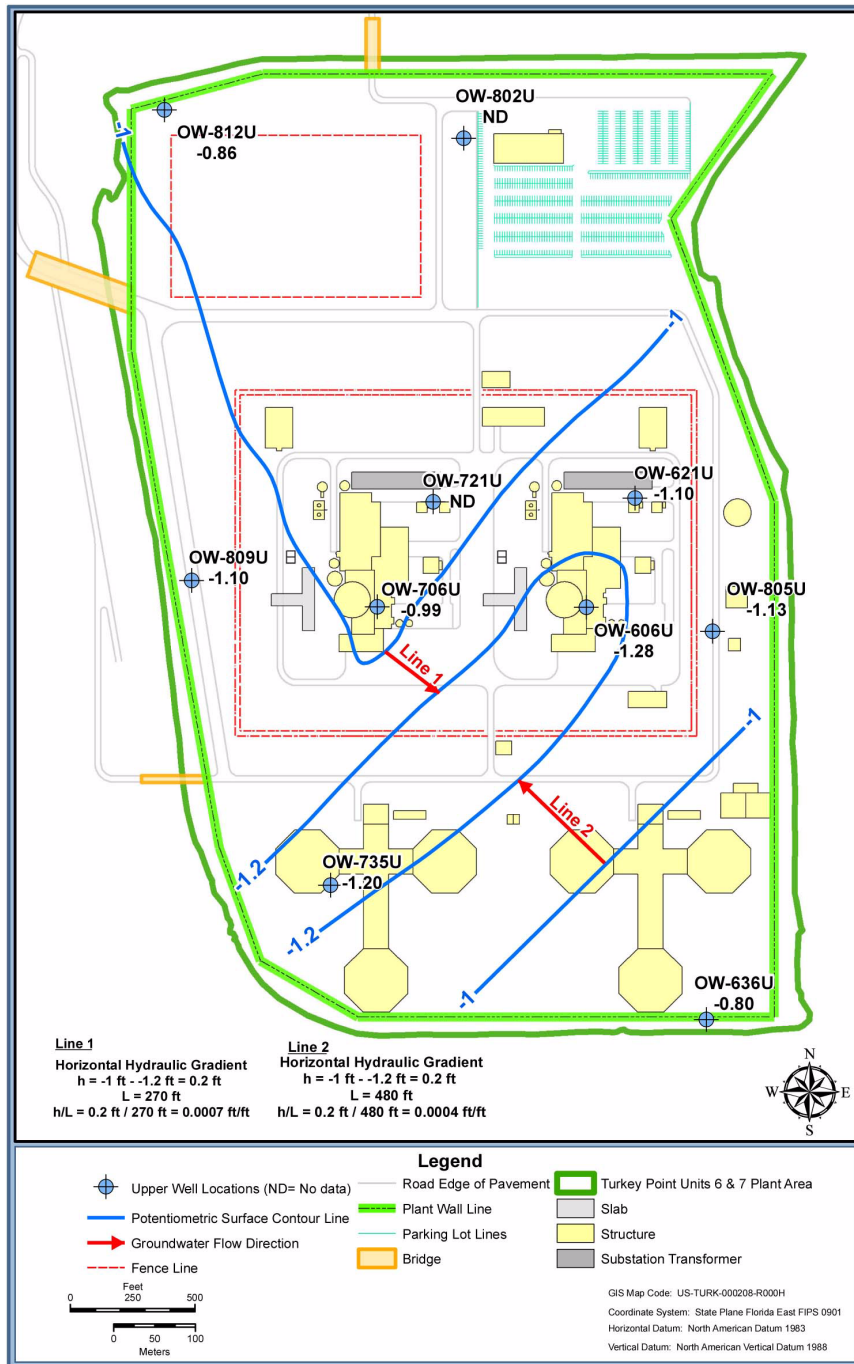 OW-802U
ND
OW-812U
-0.86
-1
-1
OW-721U
ND
OW-621U
-1.10
OW-809U
-1.10
OW-706U
-0.99
OW-805U
-1.13
OW-606U
-1.28
Line 1
-1
Line 2
-1.2
OW-735U
-1.20
-1.2
-1
OW-636U
-0.80
Line 1
Horizontal Hydraulic Gradient
h = -1 ft - -1.2 ft = 0.2 ft
L = 270 ft
h/L = 0.2 ft / 270 ft = 0.0007 ft/ft
Line 2
Horizontal Hydraulic Gradient
h = -1 ft - -1.2 ft = 0.2 ft
L = 480 ft
h/L = 0.2 ft / 480 ft = 0.0004 ft/ft
N
W
E
S
Legend
Upper Well Locations (ND= No data)
Potentiometric Surface Contour Line
Groundwater Flow Direction
Fence Line
Road Edge of Pavement
Plant Wall Line
Parking Lot Lines
Bridge
Turkey Point Units 6 & 7 Plant Area
Slab
Structure
Substation Transformer
Feet
0 250 500
0 50 100
Meters
GIS Map Code: US-TURK-000208-R000H
Coordinate System: State Plane Florida East FIPS 0901
Horizontal Datum: North American Datum 1983
Vertical Datum: North American Vertical Datum 1988